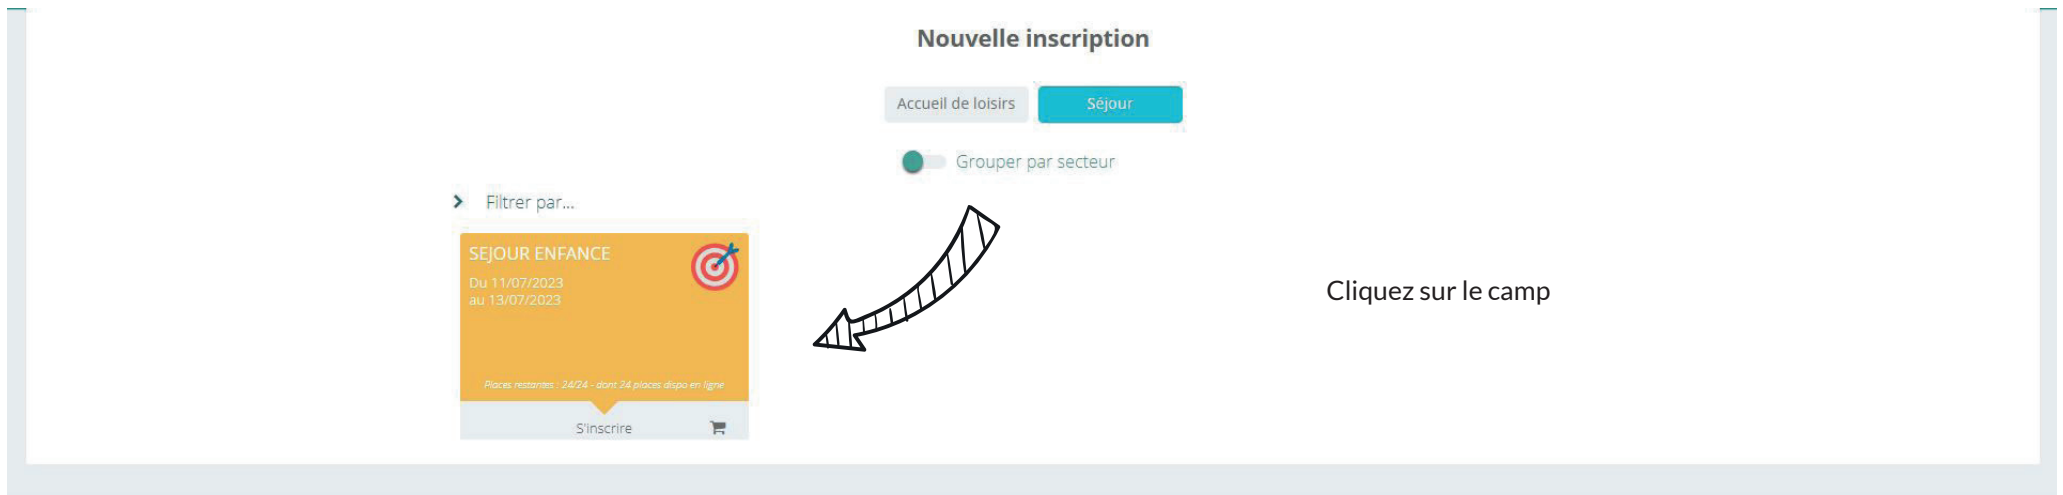 Nouvelle inscription
Accueil de loisirs
Séjour
Grouper par secteur
Filtrer par...
SEJOUR ENFANCE
Du 11/07/2023
au 13/07/2023
Cliquez sur le camp
Places restantes : 24/24 - dont 24 places dispo en ligne
S'inscrire